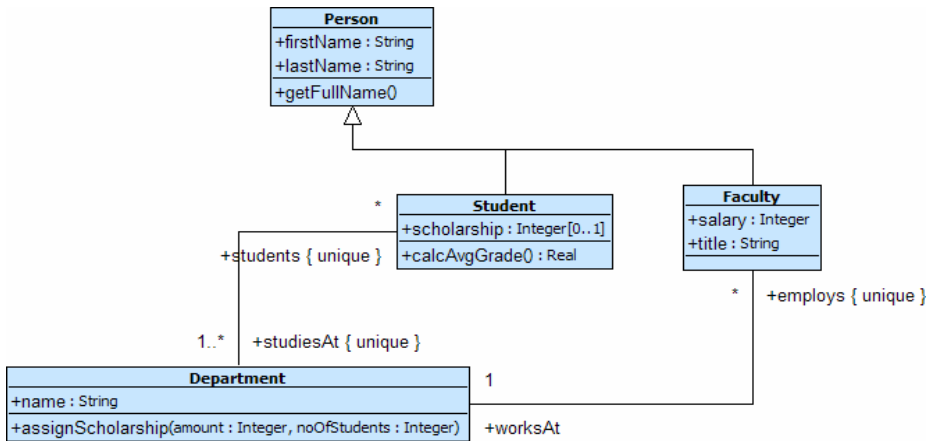 Person
+firstName : String
+lastName : String
+getFullName()
Student
+scholarship : Integer[0..1]
+calcAvgGrade() : Real
Faculty
+salary : Integer
+title : String
*
+students { unique }
*
+employs { unique }
1..*
+studiesAt { unique }
Department
+name : String
+assignScholarship(amount : Integer, noOfStudents : Integer)
1
+worksAt